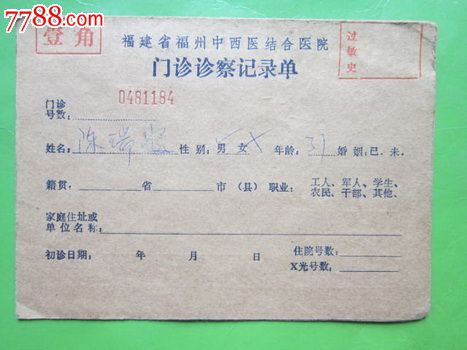 7788.com
壹角
福建省福州中西医结合医院
过敏史
门诊诊察记录单
门诊号数: 0481184
姓名: 陈瑞 性别: 男 女 年龄: 31 婚姻: 已. 未.
籍贯. 省 市 (县) 职业: 工人、军人、学生、
农民、干部、其他、
家庭住址或
单位名称:
初诊日期: 年 月 日
住院号数:
X光号数: